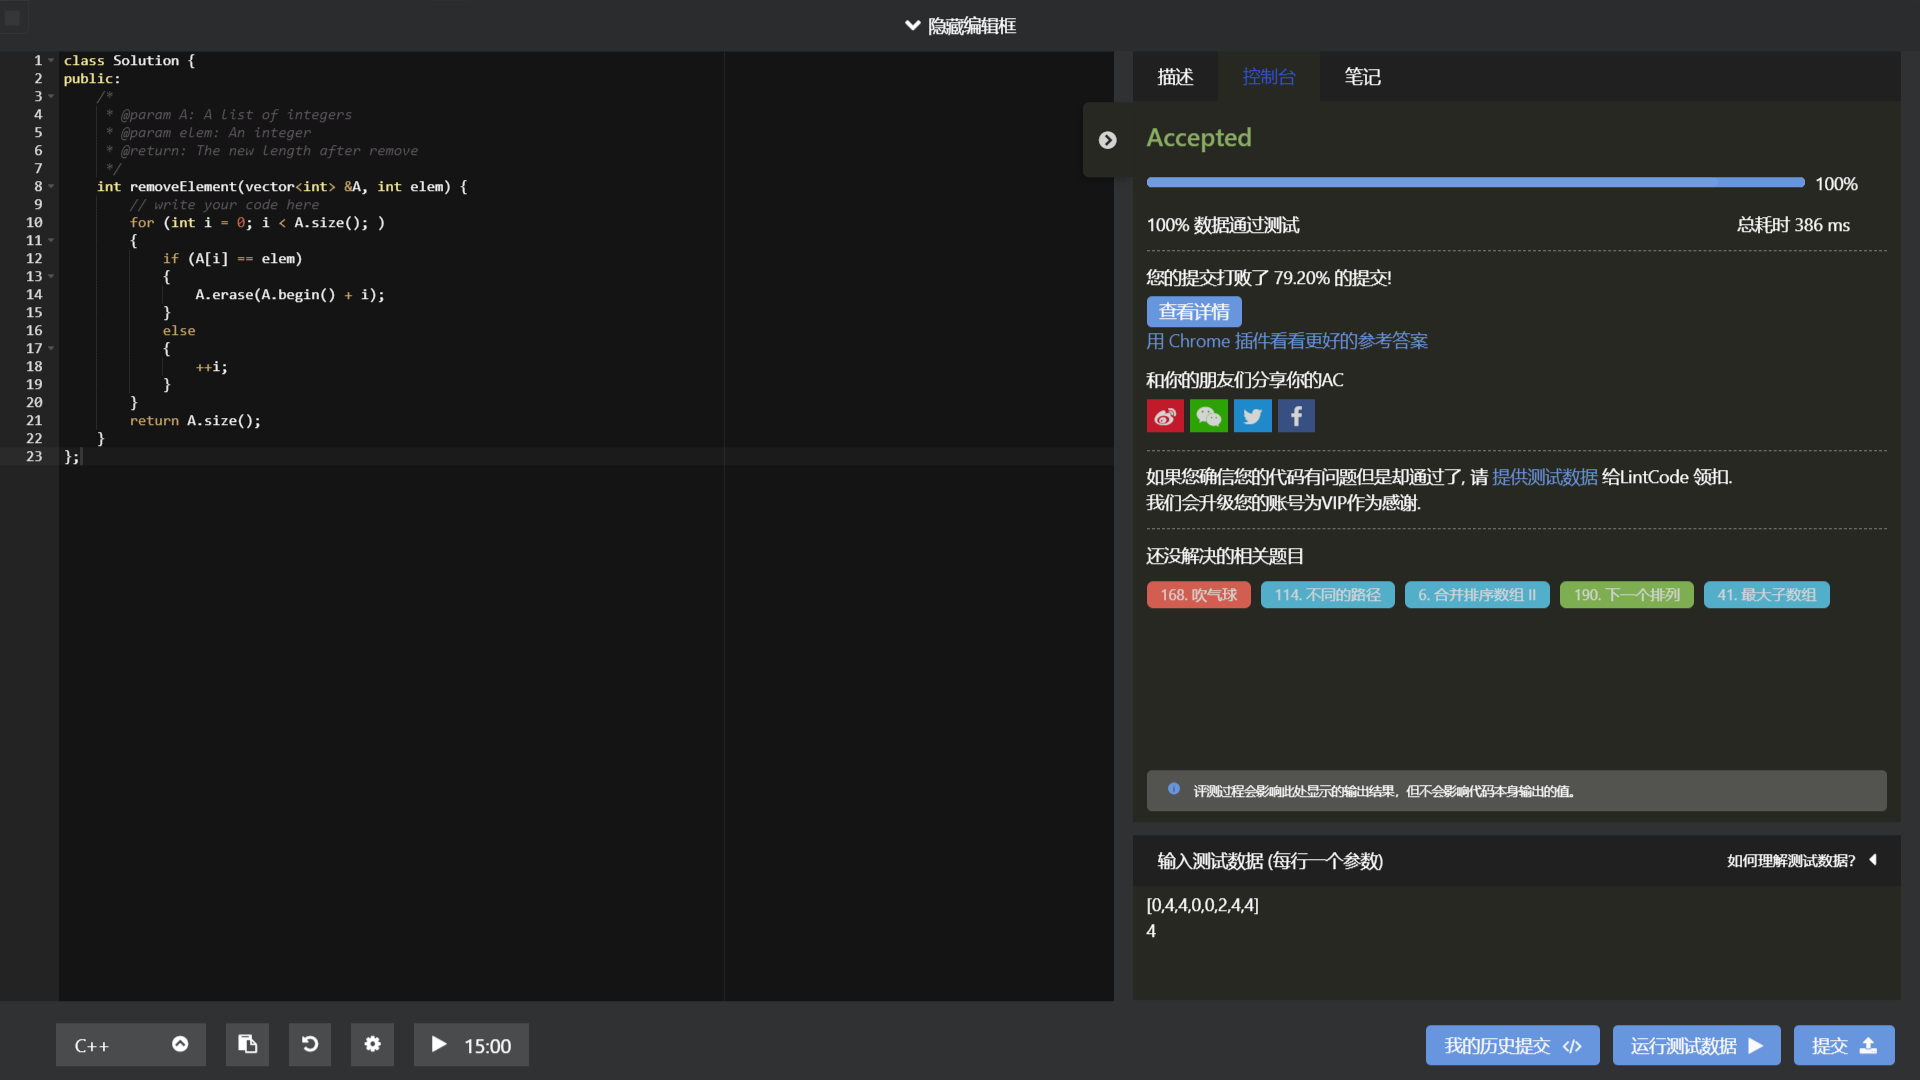 隐藏编辑框
1 class Solution {
2 public:
3     /*
4      * @param A: A list of integers
5      * @param elem: An integer
6      * @return: The new length after remove
7      */
8     int removeElement(vector<int> &A, int elem) {
9         // write your code here
10         for (int i = 0; i < A.size(); )
11         {
12             if (A[i] == elem)
13             {
14                 A.erase(A.begin() + i);
15             }
16             else
17             {
18                 ++i;
19             }
20         }
21         return A.size();
22     }
23 };
描述 控制台 笔记
Accepted
100%
100% 数据通过测试 总耗时 386 ms
您的提交打败了 79.20% 的提交!
查看详情
用 Chrome 插件看看更好的参考答案
和你的朋友们分享你的AC
如果您确信您的代码有问题但是却通过了, 请 提供测试数据 给LintCode 领扣.
我们会升级您的账号为VIP作为感谢.
还没解决的相关题目
168. 吹气球 114. 不同的路径 6. 合并排序数组 II 190. 下一个排列 41. 最大子数组
评测过程会影响此处显示的输出结果，但不会影响代码本身输出的值。
输入测试数据 (每行一个参数) 如何理解测试数据?
[0,4,4,0,0,2,4,4]
4
C++ 15:00 我的历史提交 </> 运行测试数据 提交